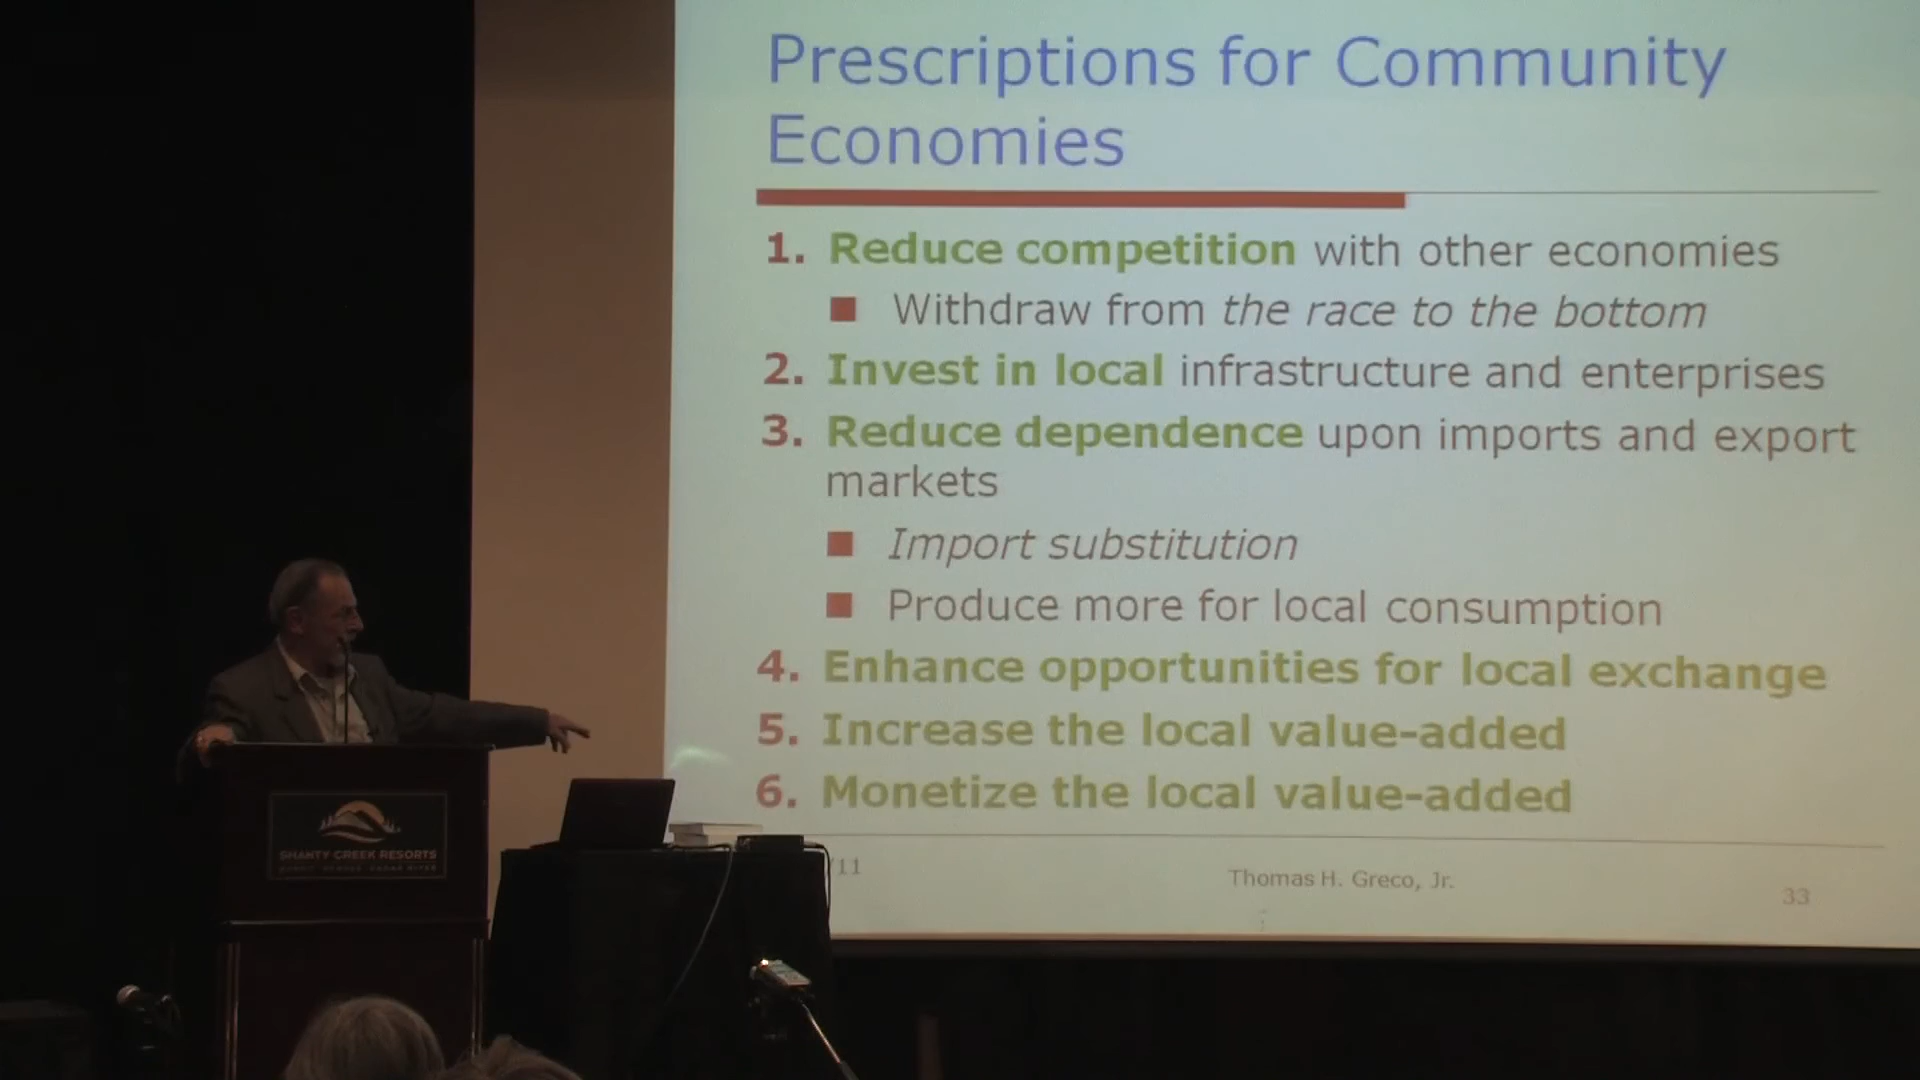 Prescriptions for Community
Economies
1. Reduce competition with other economies
■ Withdraw from the race to the bottom
2. Invest in local infrastructure and enterprises
3. Reduce dependence upon imports and export
markets
■ Import substitution
■ Produce more for local consumption
4. Enhance opportunities for local exchange
5. Increase the local value-added
6. Monetize the local value-added
/11
Thomas H. Greco, Jr.
33
SHANTY CREEK RESORTS